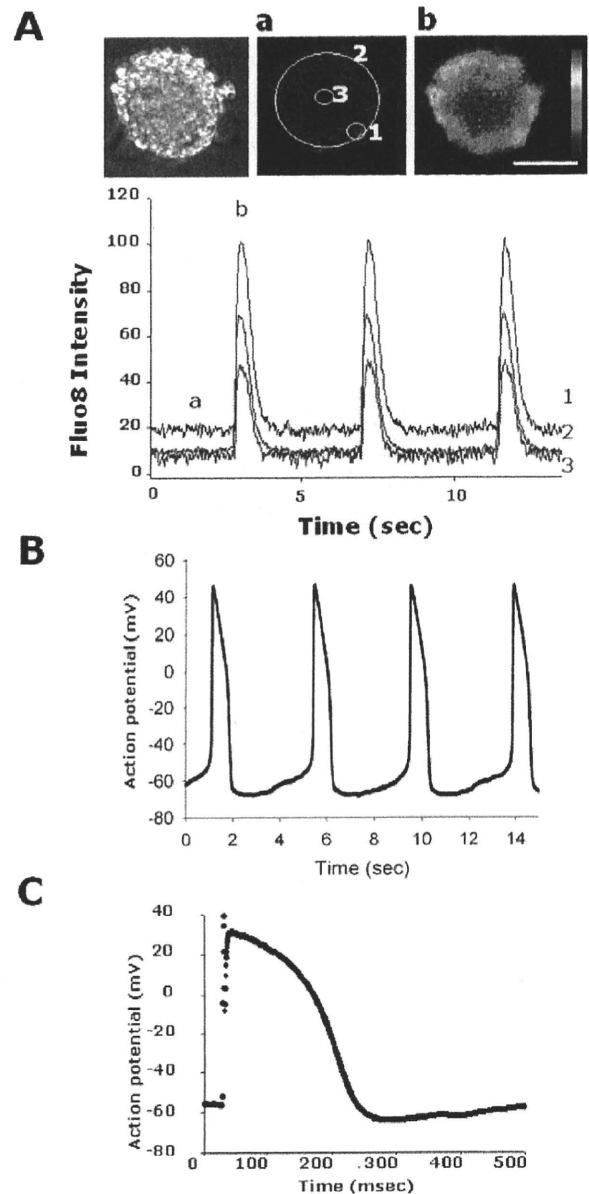 A
a
b
2
3
1
120
100
80
60
40
20
0
Fluo8 Intensity
b
a
1
2
3
0
5
10
Time (sec)
B
60
40
20
0
-20
-40
-60
-80
Action potential (mV)
0 2 4 6 8 10 12 14
Time (sec)
C
40
20
0
-20
-40
-60
-80
Action potential (mV)
0 100 200 .300 400 500
Time (msec)